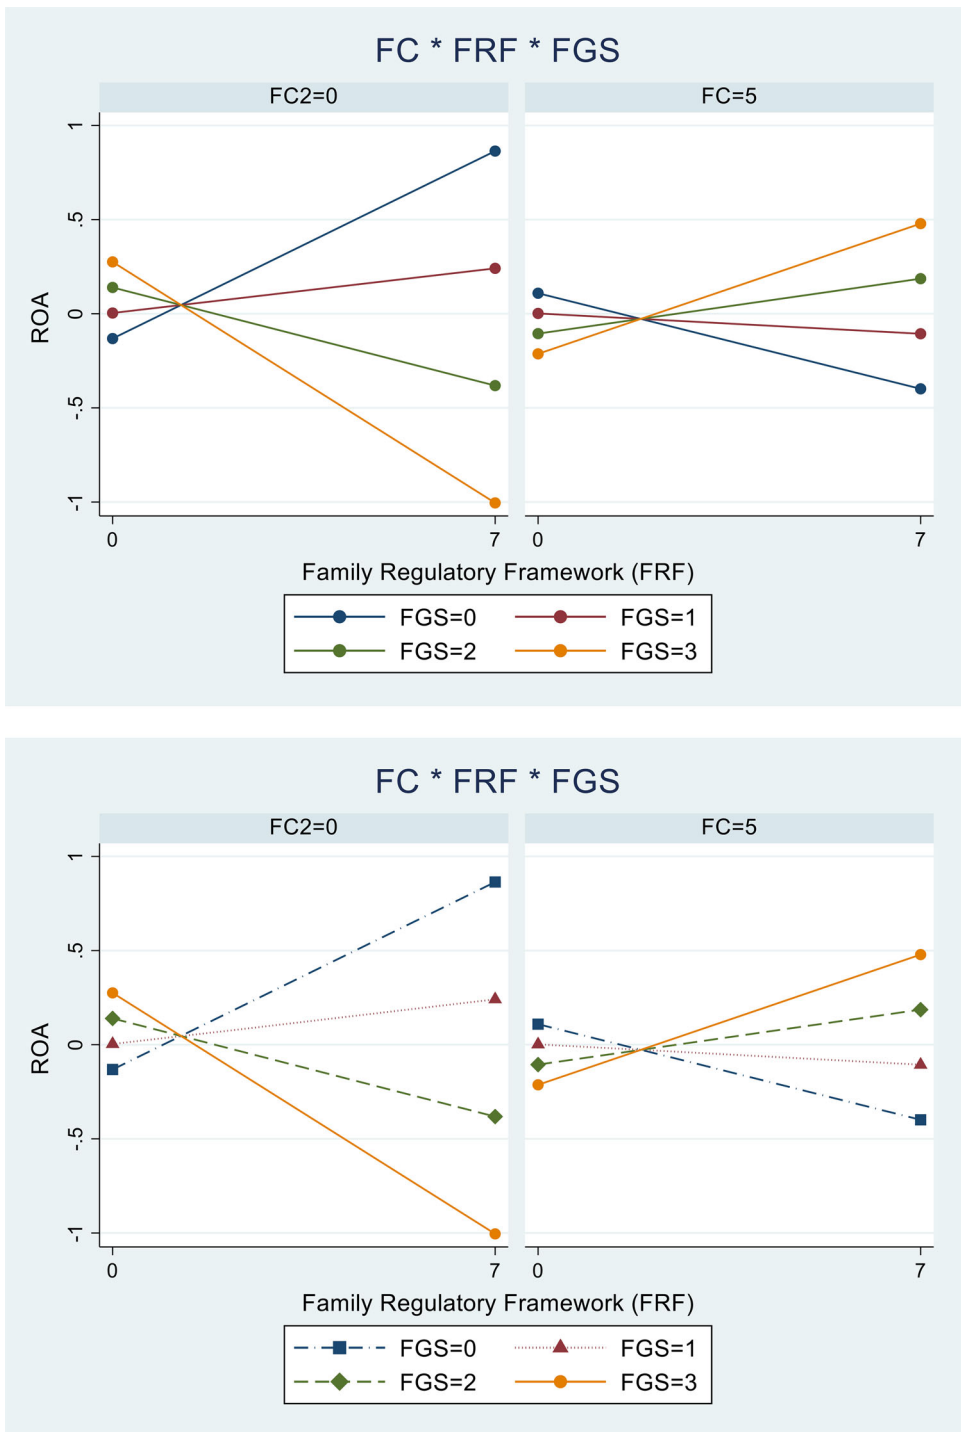 FC * FRF * FGS
FC2=0 FC=5
1
.5
0
-.5
-1
ROA
0 7 0 7
Family Regulatory Framework (FRF)
FGS=0 FGS=1
FGS=2 FGS=3
FC * FRF * FGS
FC2=0 FC=5
1
.5
0
-.5
-1
ROA
0 7 0 7
Family Regulatory Framework (FRF)
FGS=0 FGS=1
FGS=2 FGS=3